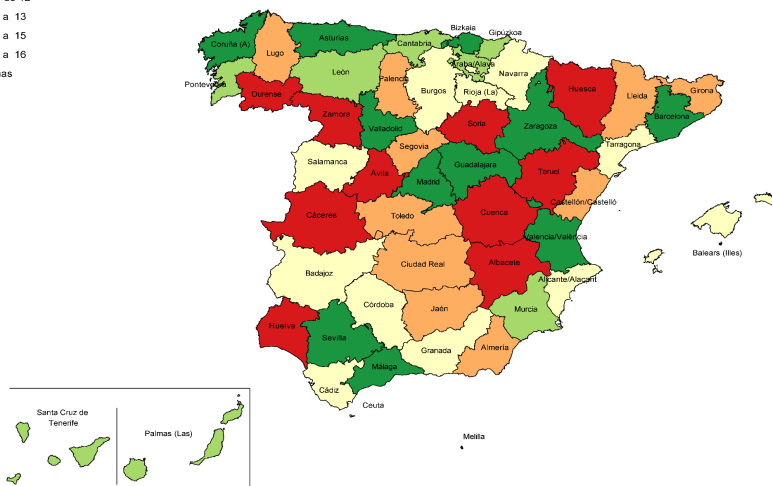 a 13
a 15
a 16
Bizkaia
Gipúzkoa
Coruña (A)
Asturias
Cantabria
Lugo
León
Palencia
Araba/Álava
Navarra
Pontevedra
Ourense
Burgos
Rioja (La)
Huesca
Lleida
Girona
Zamora
Valladolid
Soria
Zaragoza
Barcelona
Tarragona
Salamanca
Segovia
Ávila
Madrid
Guadalajara
Teruel
Castellón/Castelló
Cáceres
Toledo
Cuenca
Valencia/València
Balears (Illes)
Badajoz
Ciudad Real
Albacete
Alicante/Alacant
Córdoba
Jaén
Murcia
Huelva
Sevilla
Granada
Almería
Málaga
Cádiz
Ceuta
Melilla
Santa Cruz de
Tenerife
Palmas (Las)